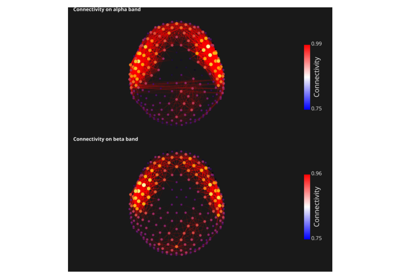 Connectivity on alpha band
0.99
Connectivity
0.75
Connectivity on beta band
0.96
Connectivity
0.75